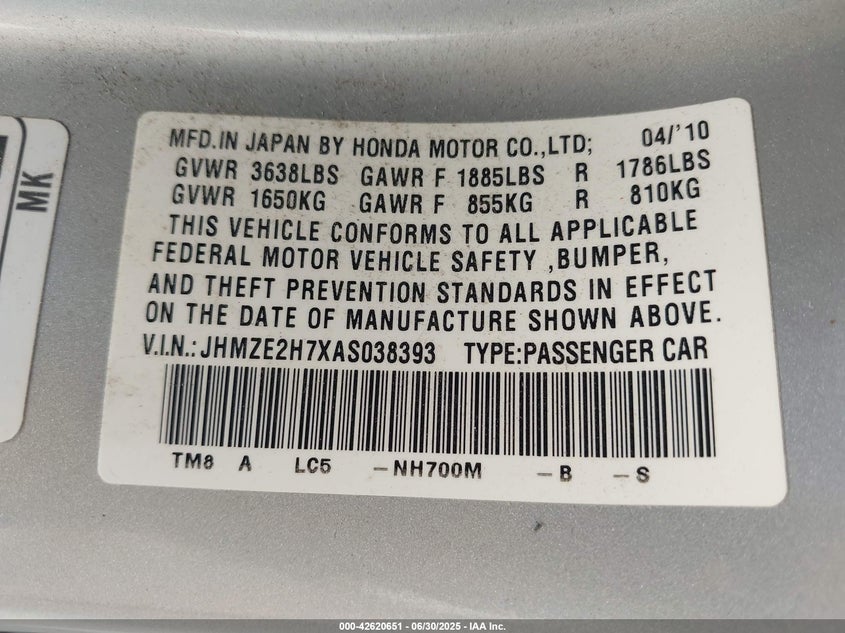 MFD.IN JAPAN BY HONDA MOTOR CO.,LTD; 04/'10
GVWR 3638LBS GAWR F 1885LBS R 1786LBS
GVWR 1650KG GAWR F 855KG R 810KG
THIS VEHICLE CONFORMS TO ALL APPLICABLE
FEDERAL MOTOR VEHICLE SAFETY ,BUMPER,
AND THEFT PREVENTION STANDARDS IN EFFECT
ON THE DATE OF MANUFACTURE SHOWN ABOVE.
V.I.N.: JHMZE2H7XAS038393 TYPE:PASSENGER CAR
TM8 A LC5 -NH700M -B -S
MK
000-42620651 | 06/30/2025 - IAA Inc.